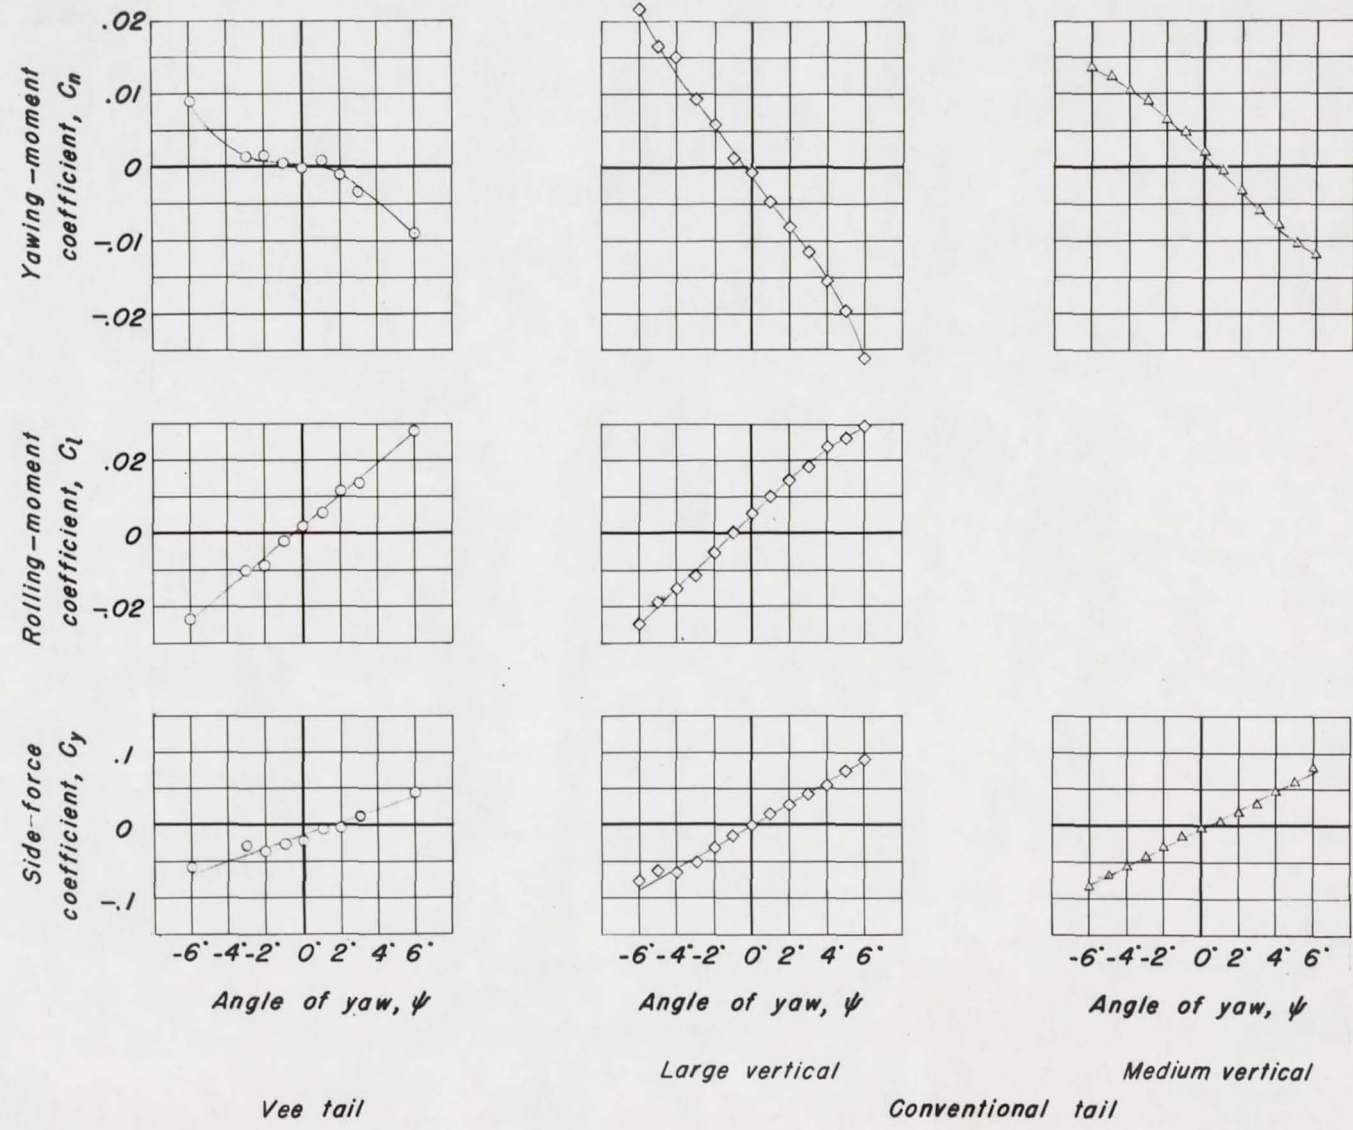 Yawing-moment
coefficient, Cn
.02
.01
0
-.01
-.02
Rolling-moment
coefficient, Cl
.02
0
-.02
Side-force
coefficient, Cy
.1
0
-.1
-6° -4° -2° 0° 2° 4° 6°
-6° -4° -2° 0° 2° 4° 6°
-6° -4° -2° 0° 2° 4° 6°
Angle of yaw, ψ
Angle of yaw, ψ
Angle of yaw, ψ
Large vertical
Medium vertical
Vee tail
Conventional tail